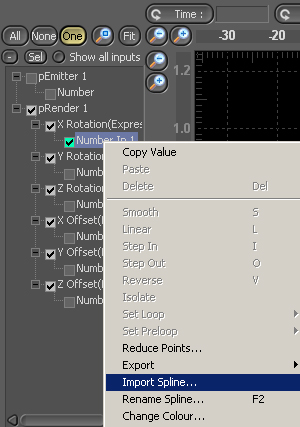 Time :
All None One Fit
- Sel Show all inputs
-30 -20
pEmitter 1
1.2
Number
pRender 1
X Rotation(Expre
1.0
Number In 1
Y Rotation
Numb
Z Rotation
Numb
X Offset(
Numb
Y Offset(
Numb
Z Offset(
Numb
Copy Value
Paste
Delete Del
Smooth S
Linear L
Step In I
Step Out O
Reverse V
Isolate
Set Loop
Set Preloop
Reduce Points...
Export
Import Spline...
Rename Spline... F2
Change Colour...